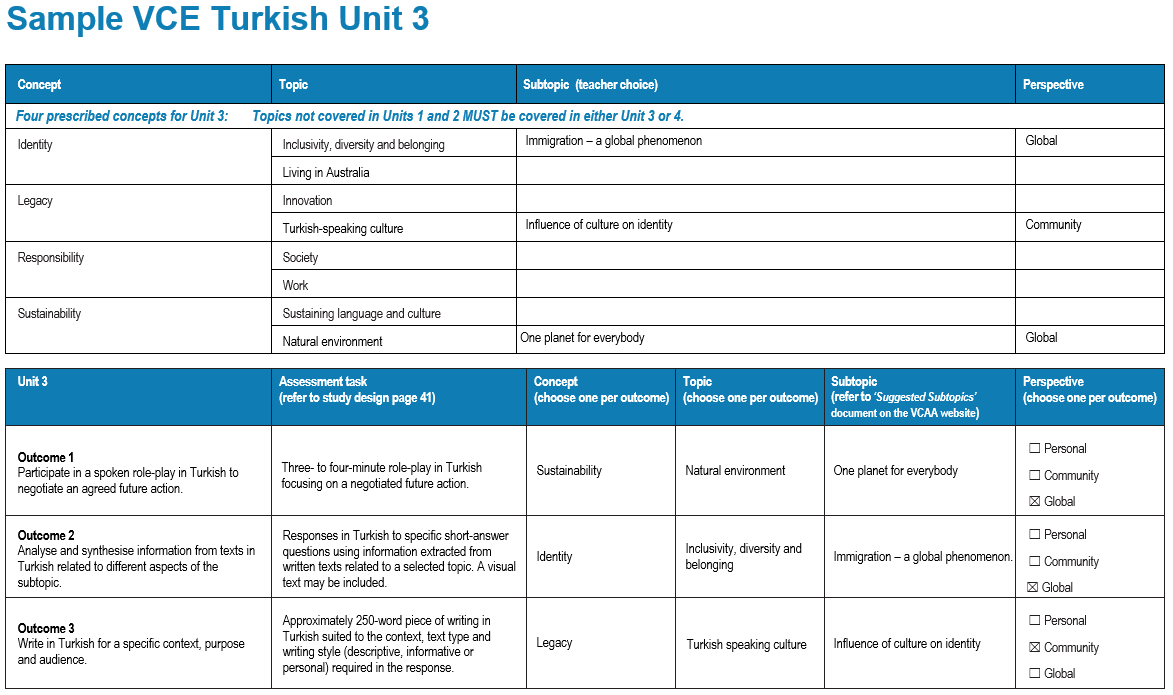 Sample VCE Turkish Unit 3
Concept Topic Subtopic (teacher choice) Perspective
Four prescribed concepts for Unit 3: Topics not covered in Units 1 and 2 MUST be covered in either Unit 3 or 4.
Identity Inclusivity, diversity and belonging Immigration – a global phenomenon Global
Living in Australia
Legacy Innovation
Turkish-speaking culture Influence of culture on identity Community
Responsibility Society
Work
Sustainability Sustaining language and culture
Natural environment One planet for everybody Global
Unit 3
Assessment task
(refer to study design page 41)
Concept
(choose one per outcome)
Topic
(choose one per outcome)
Subtopic
(refer to ‘Suggested Subtopics’
document on the VCAA website)
Perspective
(choose one per outcome)
Outcome 1
Participate in a spoken role-play in Turkish to
negotiate an agreed future action.
Three- to four-minute role-play in Turkish
focusing on a negotiated future action.
Sustainability
Natural environment
One planet for everybody
☐ Personal
☐ Community
☒ Global
Outcome 2
Analyse and synthesise information from texts in
Turkish related to different aspects of the
subtopic.
Responses in Turkish to specific short-answer
questions using information extracted from
written texts related to a selected topic. A visual
text may be included.
Identity
Inclusivity, diversity and
belonging
Immigration – a global phenomenon.
☐ Personal
☐ Community
☒ Global
Outcome 3
Write in Turkish for a specific context, purpose
and audience.
Approximately 250-word piece of writing in
Turkish suited to the context, text type and
writing style (descriptive, informative or
personal) required in the response.
Legacy
Turkish speaking culture
Influence of culture on identity
☐ Personal
☒ Community
☐ Global